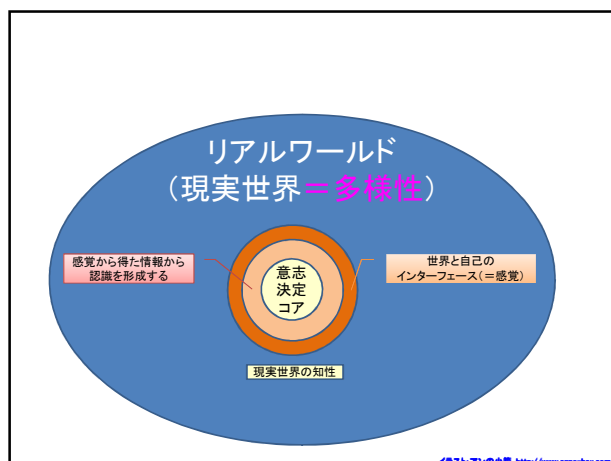 リアルワールド
（現実世界＝多様性）
感覚から得た情報から
認識を形成する
世界と自己の
インターフェース（＝感覚）
意志
決定
コア
現実世界の知性